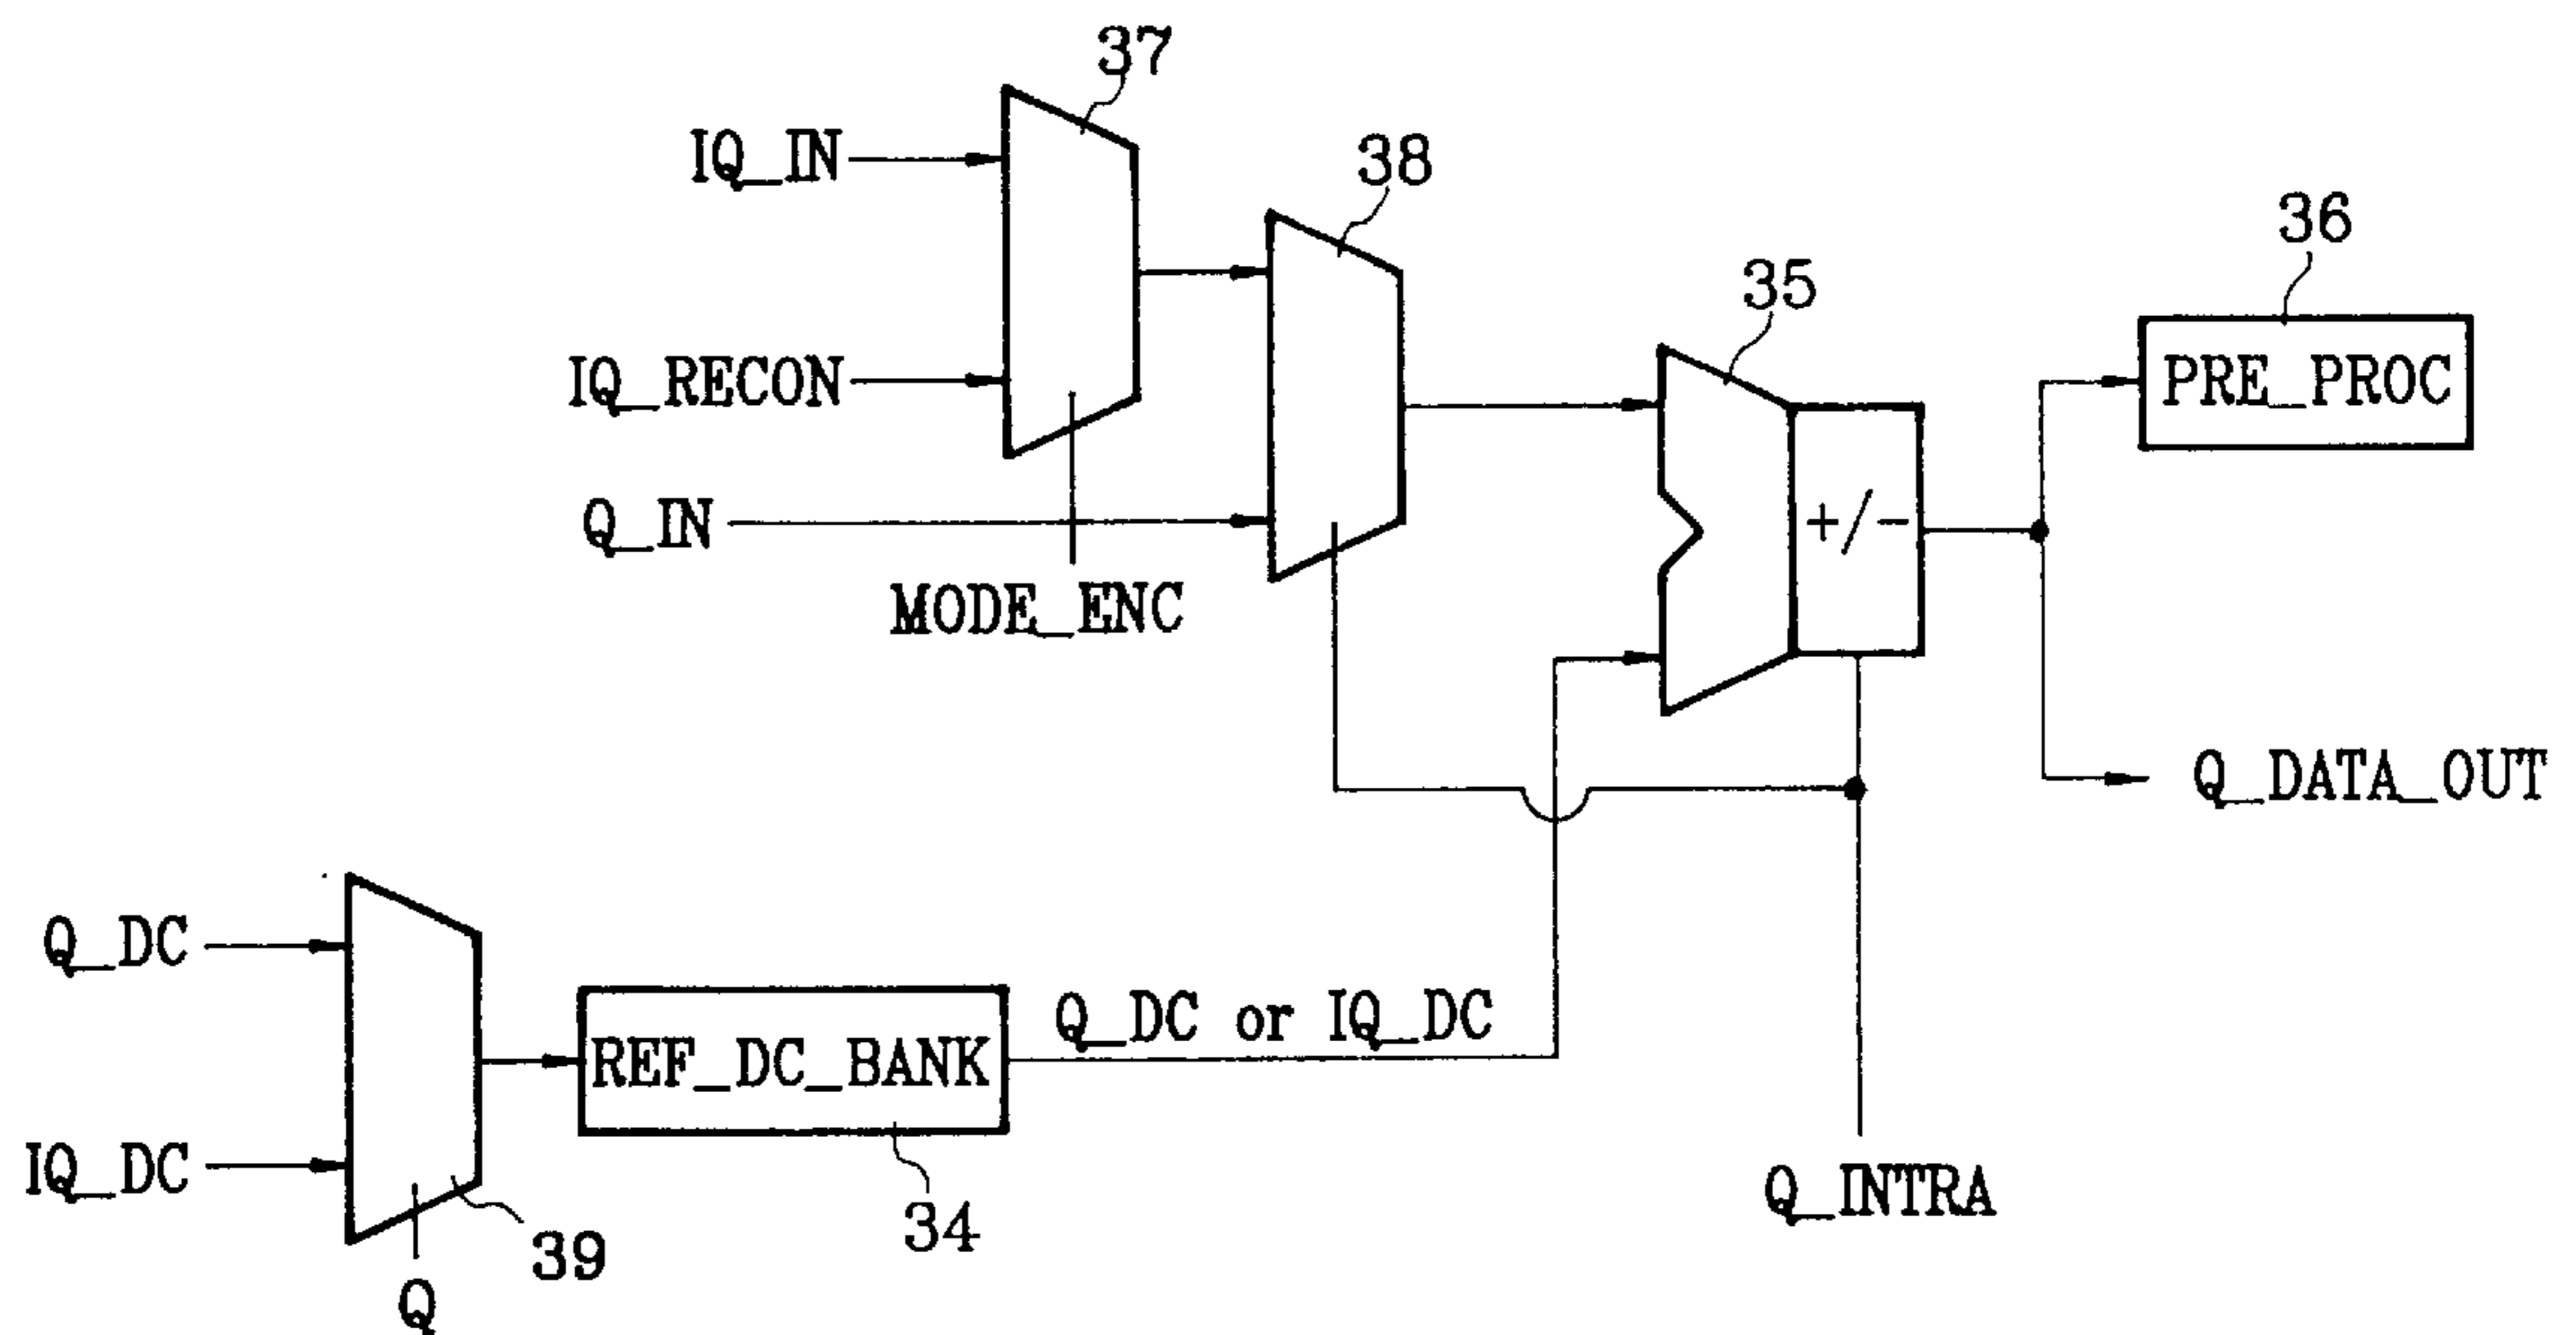 37
IQ_IN
38
36
35
PRE_PROC
IQ_RECON
Q_IN
+/-
MODE_ENC
Q_DATA_OUT
Q_DC
Q_DC or IQ_DC
REF_DC_BANK
IQ_DC
Q_INTRA
34
39
Q